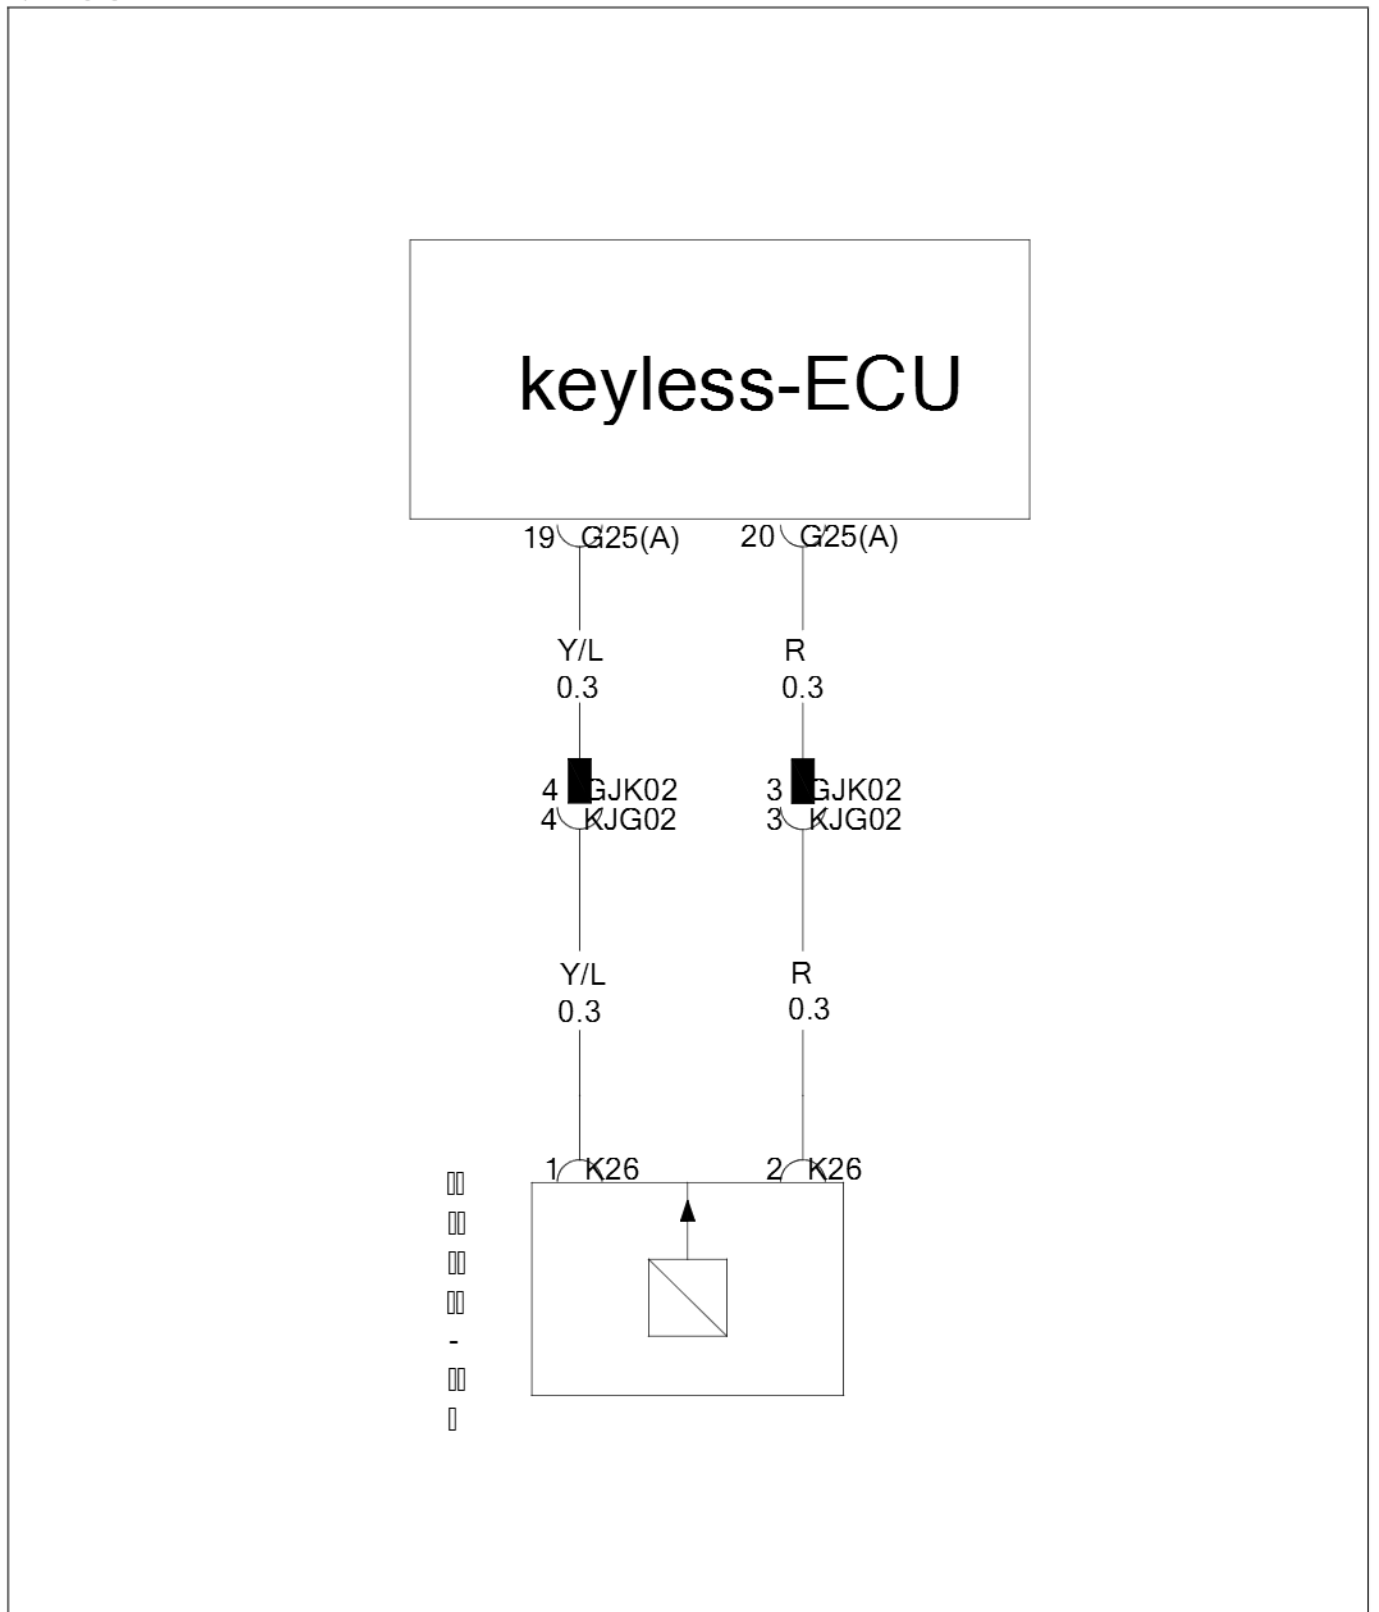 keyless-ECU
19 G25(A) 20 G25(A)
Y/L R
0.3 0.3
4 GJK02 3 GJK02
4 KJG02 3 KJG02
Y/L R
0.3 0.3
1 K26 2 K26
-